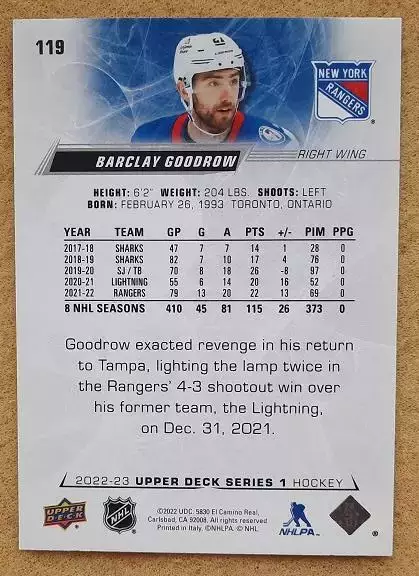 119
21
NEW YORK
RANGERS
®
BARCLAY GOODROW
RIGHT WING
HEIGHT: 6'2" WEIGHT: 204 LBS. SHOOTS: LEFT
BORN: FEBRUARY 26, 1993 TORONTO, ONTARIO
YEAR TEAM GP G A PTS +/- PIM PPG
2017-18 SHARKS 47 7 7 14 1 28 0
2018-19 SHARKS 82 7 10 17 4 76 0
2019-20 SJ / TB 70 8 18 26 -8 97 0
2020-21 LIGHTNING 55 6 14 20 16 52 0
2021-22 RANGERS 79 13 20 33 12 69 0
8 NHL SEASONS 410 45 81 115 26 373 0
Goodrow exacted revenge in his return
to Tampa, lighting the lamp twice in
the Rangers' 4-3 shootout win over
his former team, the Lightning,
on Dec. 31, 2021.
2022-23 UPPER DECK SERIES 1 HOCKEY
UPPER DECK
NHL
©2022 UDC. 5830 El Camino Real,
Carlsbad, CA 92008. All Rights Reserved.
Printed in Italy. ©NHLPA. © NHL.
NHLPA
®